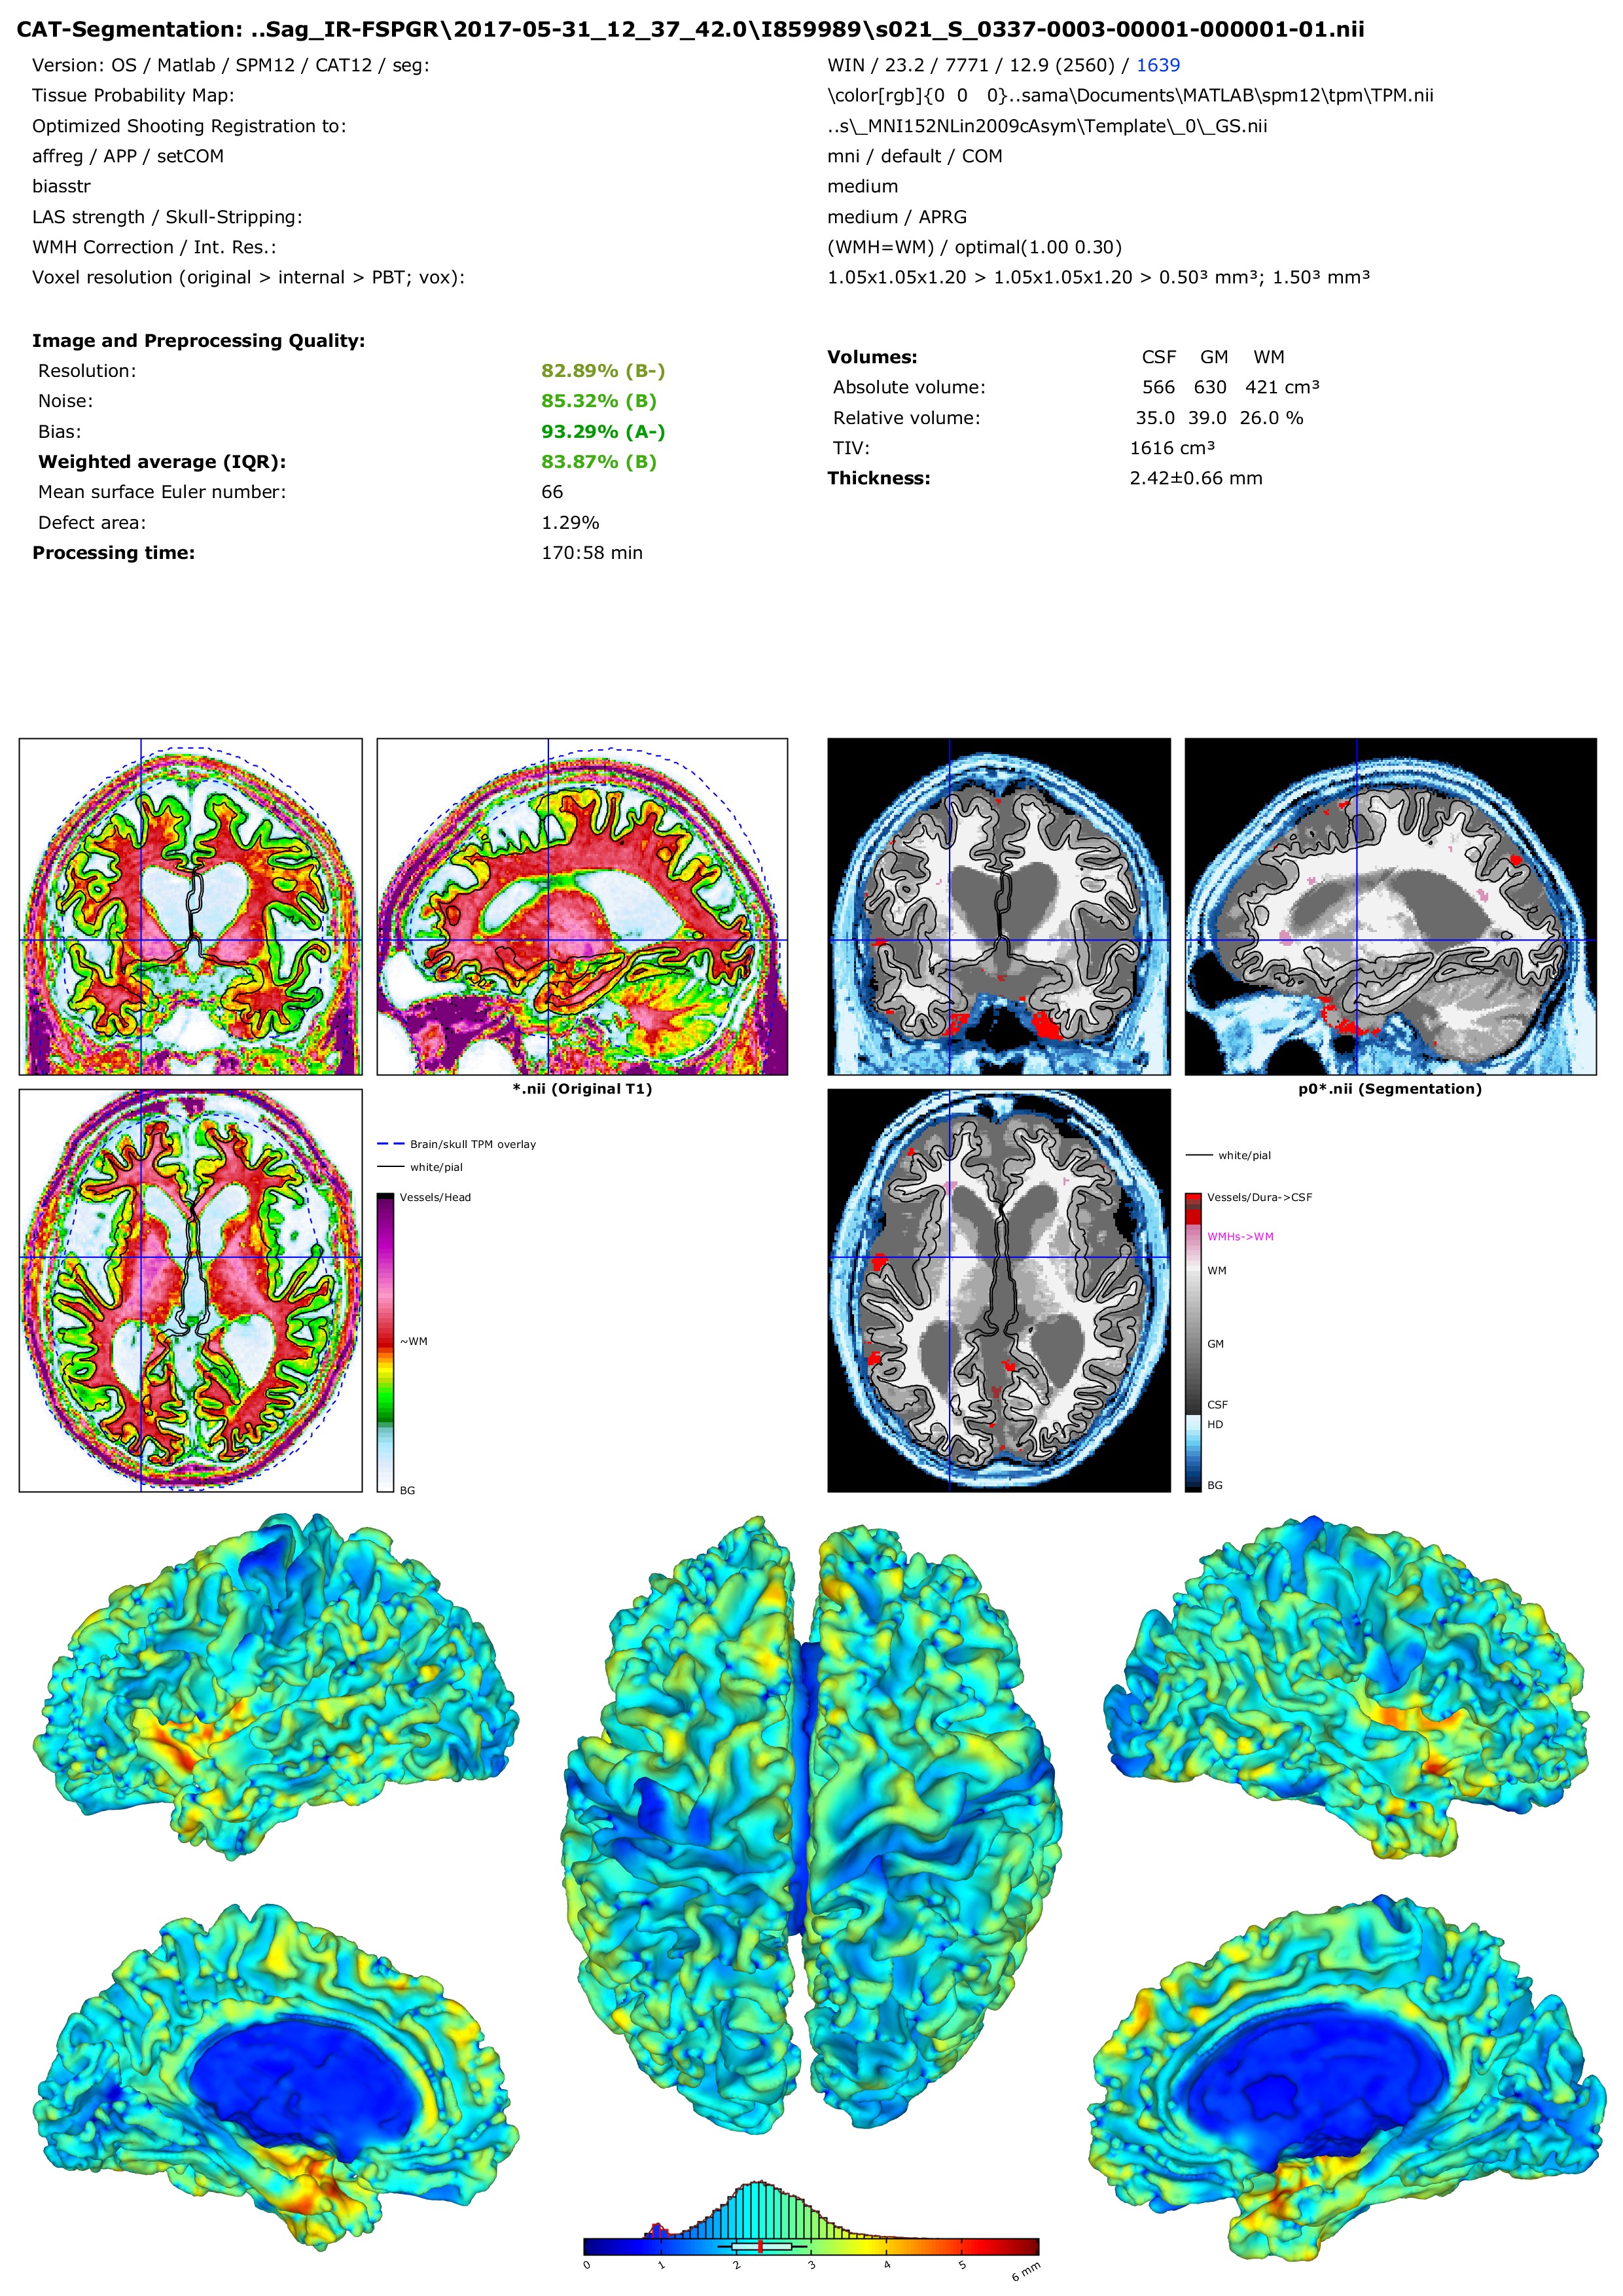 CAT-Segmentation: ..Sag_IR-FSPGR\2017-05-31_12_37_42.0\I859989\s021_S_0337-0003-00001-000001-01.nii
Version: OS / Matlab / SPM12 / CAT12 / seg: WIN / 23.2 / 7771 / 12.9 (2560) / 1639
Tissue Probability Map: \color[rgb]{0 0 0}..sama\Documents\MATLAB\spm12\tpm\TPM.nii
Optimized Shooting Registration to: ..s\_MNI152NLin2009cAsym\Template\_0\_GS.nii
affreg / APP / setCOM mni / default / COM
biasstr medium
LAS strength / Skull-Stripping: medium / APRG
WMH Correction / Int. Res.: (WMH=WM) / optimal(1.00 0.30)
Voxel resolution (original > internal > PBT; vox): 1.05x1.05x1.20 > 1.05x1.05x1.20 > 0.50³ mm³; 1.50³ mm³
Image and Preprocessing Quality:
Resolution: 82.89% (B-)
Noise: 85.32% (B)
Bias: 93.29% (A-)
Weighted average (IQR): 83.87% (B)
Mean surface Euler number: 66
Defect area: 1.29%
Processing time: 170:58 min
Volumes: CSF GM WM
Absolute volume: 566 630 421 cm³
Relative volume: 35.0 39.0 26.0 %
TIV: 1616 cm³
Thickness: 2.42±0.66 mm
*.nii (Original T1)
Brain/skull TPM overlay
white/pial
Vessels/Head
~WM
BG
p0*.nii (Segmentation)
white/pial
Vessels/Dura->CSF
WMHs->WM
WM
GM
CSF
HD
BG
0 1 2 3 4 5 6 mm